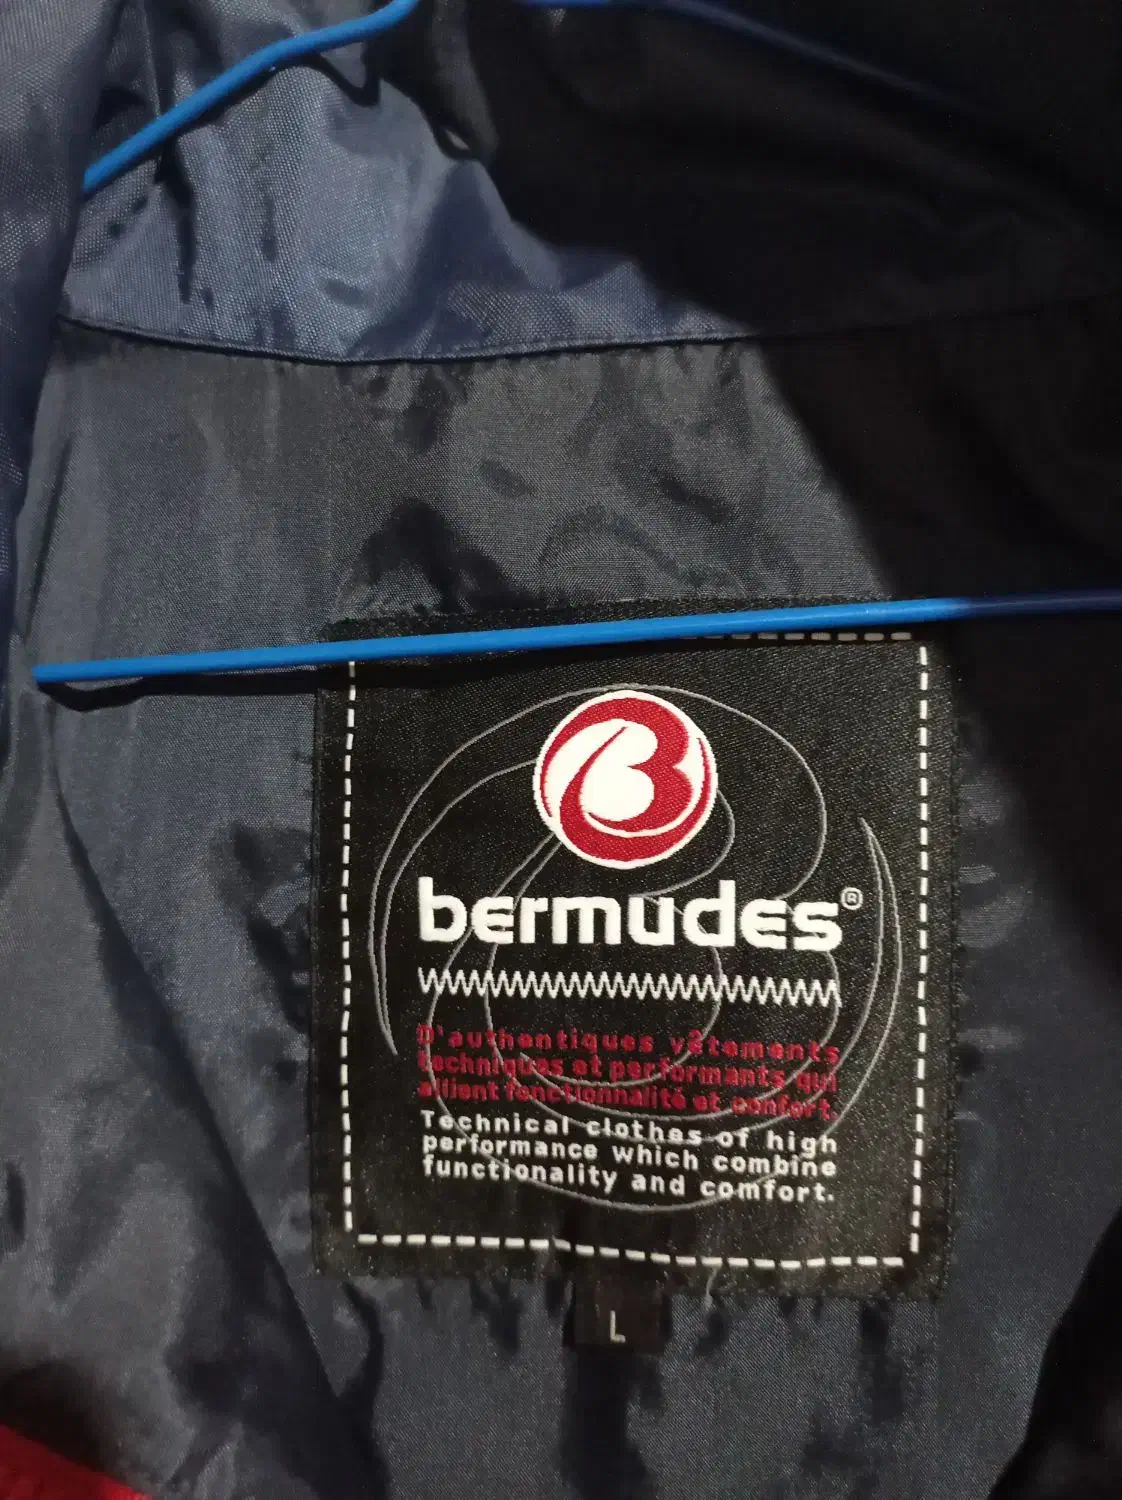 B
bermudes®
D'authentiques vêtements
techniques et performants qui
allient fonctionnalité et confort.
Technical clothes of high
performance which combine
functionality and comfort.
L